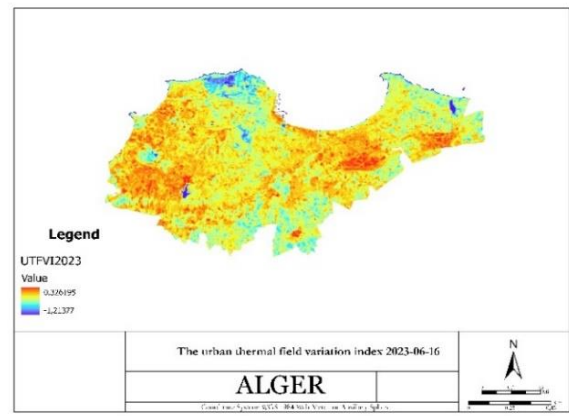 Legend
UTFVI2023
Value
0,326195
-1,21377
The urban thermal field variation index 2023-06-16
N
ALGER